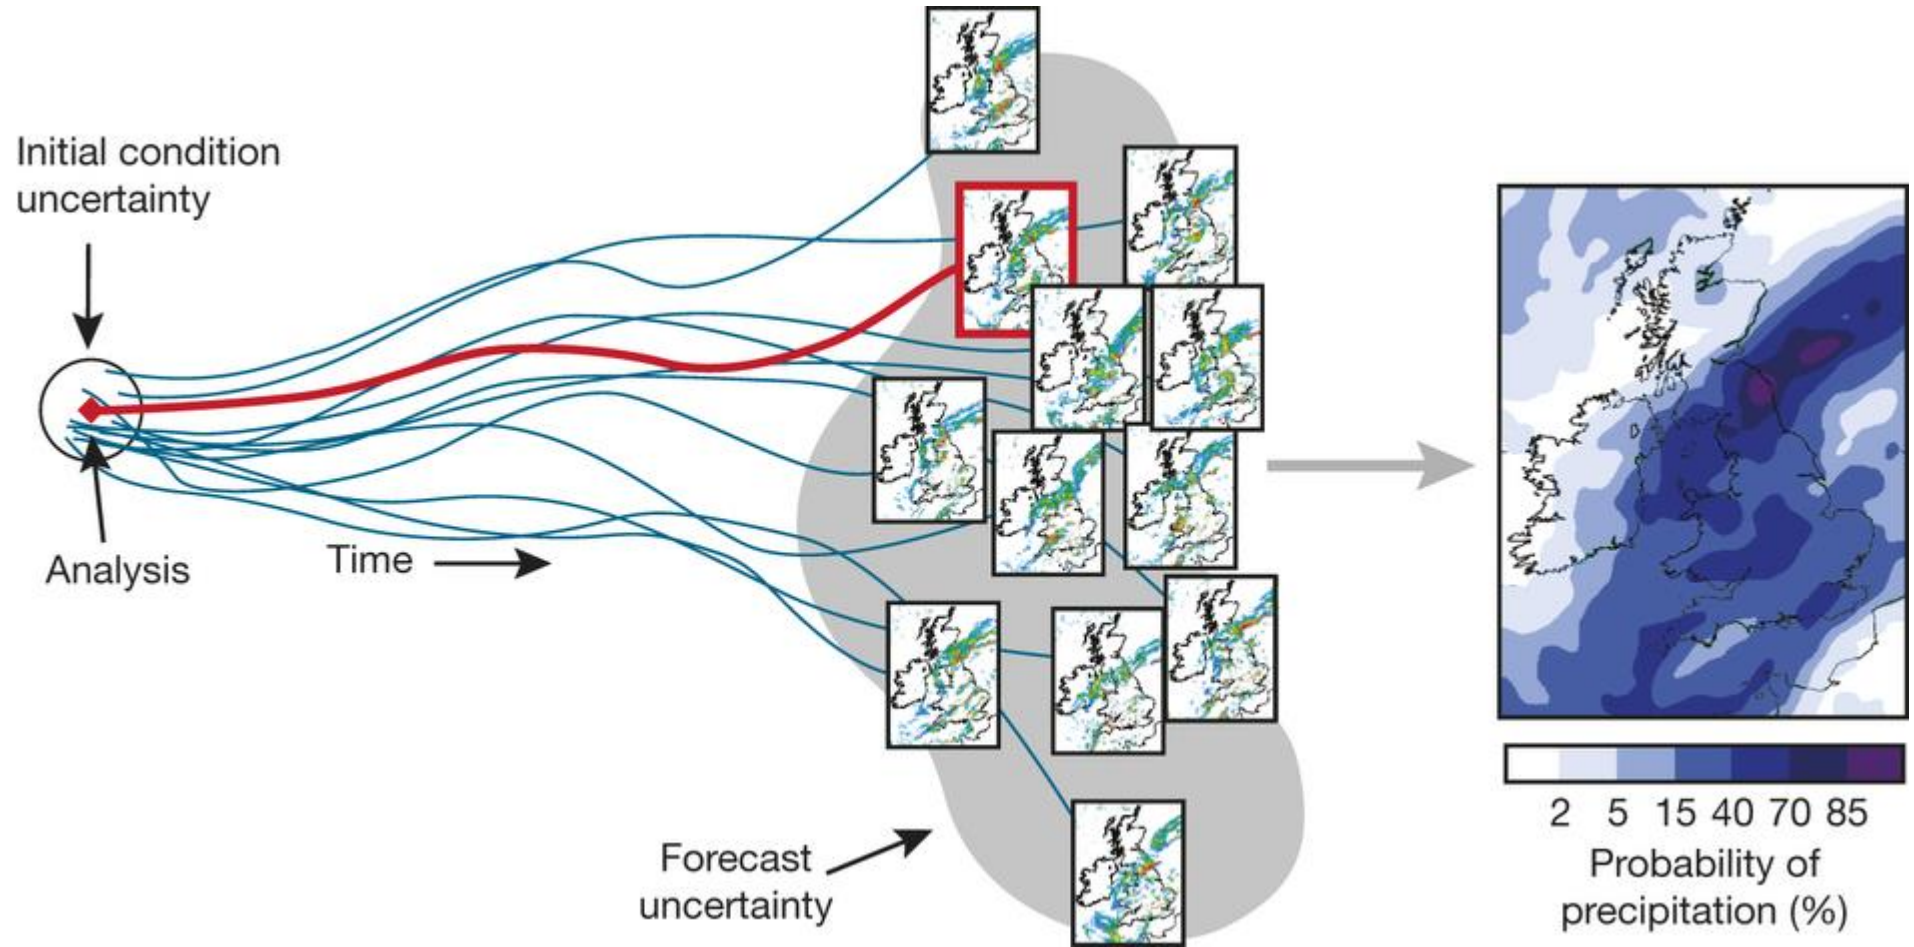 Initial condition
uncertainty
Analysis
Time
Forecast
uncertainty
2 5 15 40 70 85
Probability of
precipitation (%)